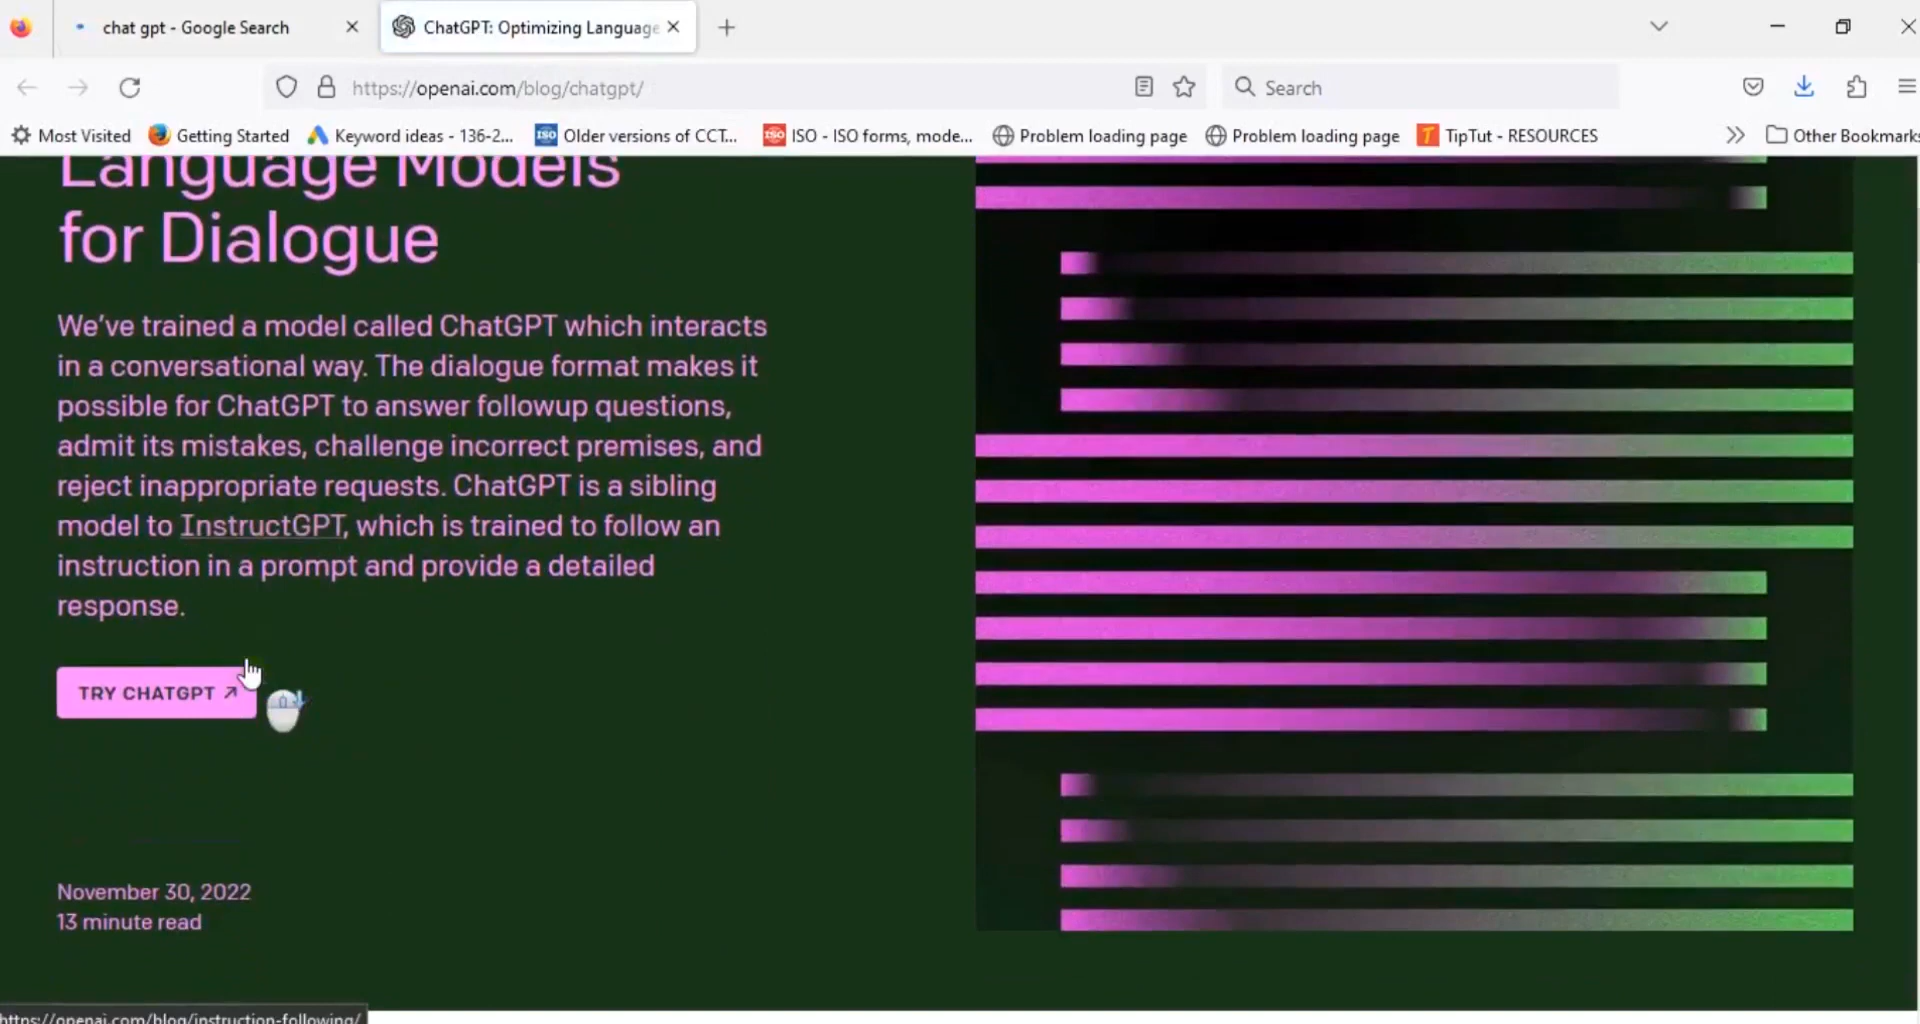 chat gpt - Google Search
ChatGPT: Optimizing Language
https://openai.com/blog/chatgpt/
Search
Most Visited
Getting Started
Keyword ideas - 136-2...
ISO
Older versions of CCT...
ISO
ISO - ISO forms, mode...
Problem loading page
Problem loading page
T
TipTut - RESOURCES
Other Bookmarks
Language Models
for Dialogue
We've trained a model called ChatGPT which interacts
in a conversational way. The dialogue format makes it
possible for ChatGPT to answer followup questions,
admit its mistakes, challenge incorrect premises, and
reject inappropriate requests. ChatGPT is a sibling
model to InstructGPT, which is trained to follow an
instruction in a prompt and provide a detailed
response.
TRY CHATGPT ↗
November 30, 2022
13 minute read
https://openai.com/blog/instruction-following/